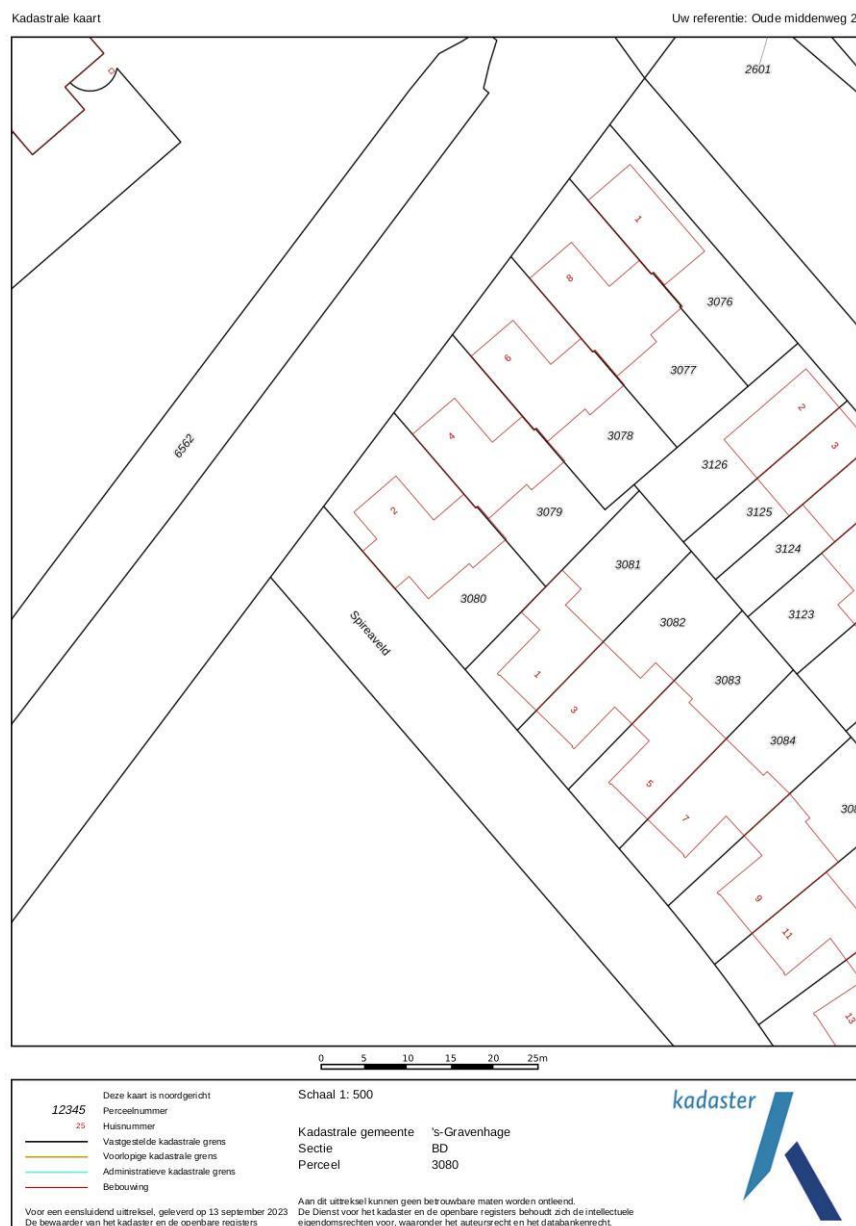 Kadastrale kaart
Uw referentie: Oude middenweg 2
2601
1
8
3076
6
3077
4
3078
2
3
6562
3126
2
3125
3079
3124
3081
3080
3123
Spireaveld
3082
1
3083
3
3084
5
7
9
11
13
0 5 10 15 20 25m
Deze kaart is noordgericht
12345 Perceelnummer
25 Huisnummer
Vastgestelde kadastrale grens
Voorlopige kadastrale grens
Administratieve kadastrale grens
Bebouwing
Voor een eensluidend uittreksel, geleverd op 13 september 2023
De bewaarder van het kadaster en de openbare registers
Schaal 1: 500
Kadastrale gemeente 's-Gravenhage
Sectie BD
Perceel 3080
Aan dit uittreksel kunnen geen betrouwbare maten worden ontleend.
De Dienst voor het kadaster en de openbare registers behoudt zich de intellectuele
eigendomsrechten voor, waaronder het auteursrecht en het databankenrecht.
kadaster